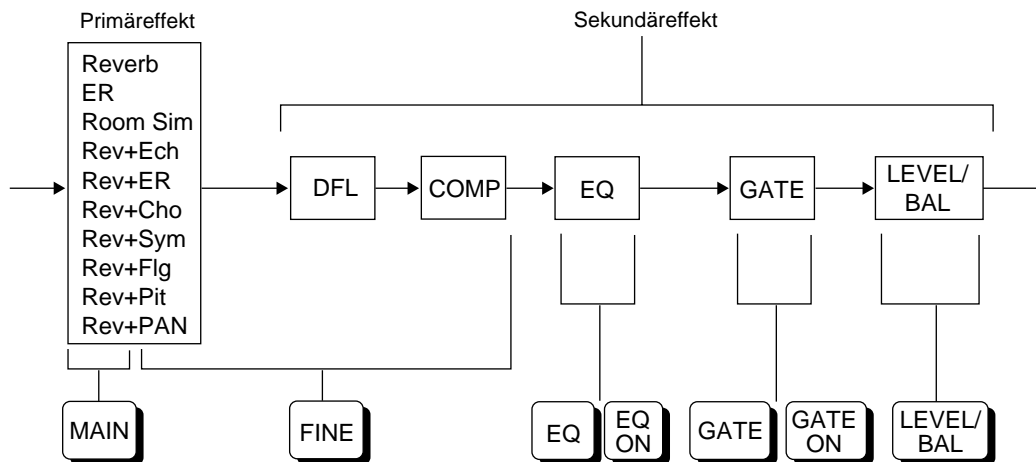 Primäreffekt
Sekundäreffekt
Reverb
ER
Room Sim
Rev+Ech
Rev+ER
Rev+Cho
Rev+Sym
Rev+Flg
Rev+Pit
Rev+PAN
DFL
COMP
EQ
GATE
LEVEL/
BAL
MAIN
FINE
EQ
EQ
ON
GATE
GATE
ON
LEVEL/
BAL